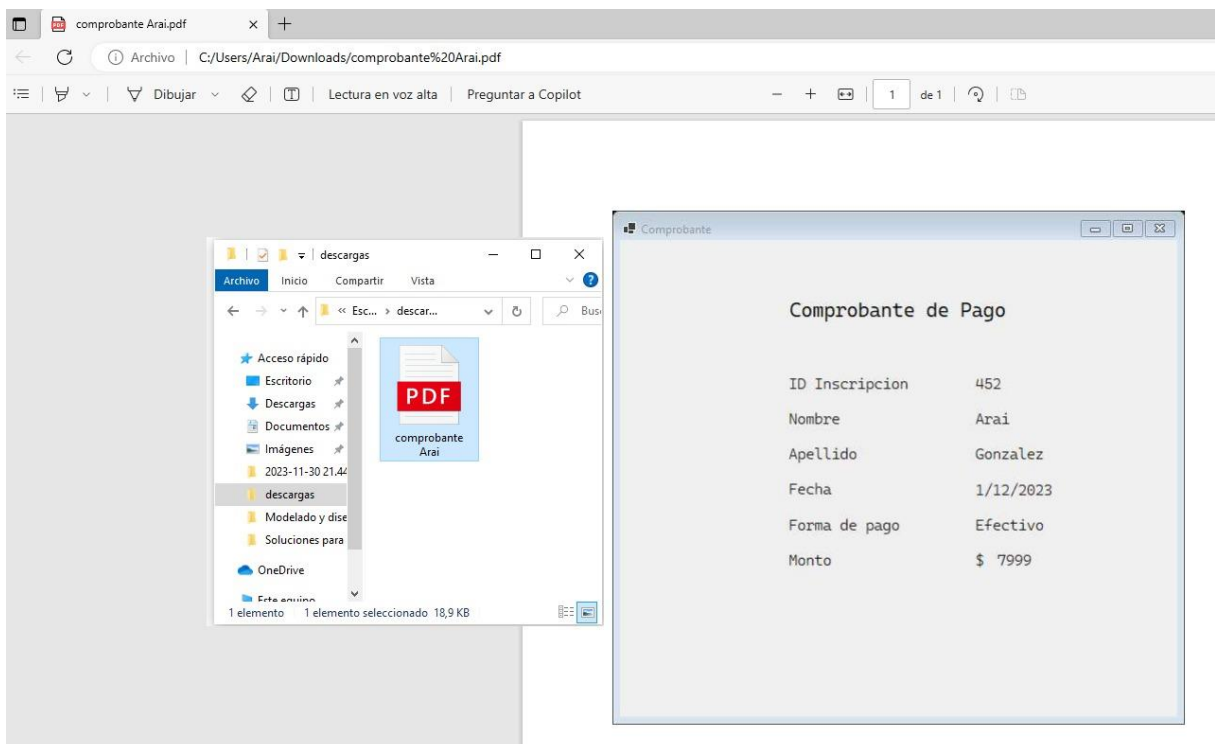 comprobante Arai.pdf
Archivo | C:/Users/Arai/Downloads/comprobante%20Arai.pdf
Dibujar | Lectura en voz alta | Preguntar a Copilot
1 de 1
descargas
Archivo Inicio Compartir Vista
« Esc... › descar...
Acceso rápido
Escritorio
Descargas
Documentos
Imágenes
2023-11-30 21.44
descargas
Modelado y dise
Soluciones para
OneDrive
Este equipo
PDF
comprobante
Arai
1 elemento 1 elemento seleccionado 18,9 KB
Comprobante
Comprobante de Pago
ID Inscripcion 452
Nombre Arai
Apellido Gonzalez
Fecha 1/12/2023
Forma de pago Efectivo
Monto $ 7999